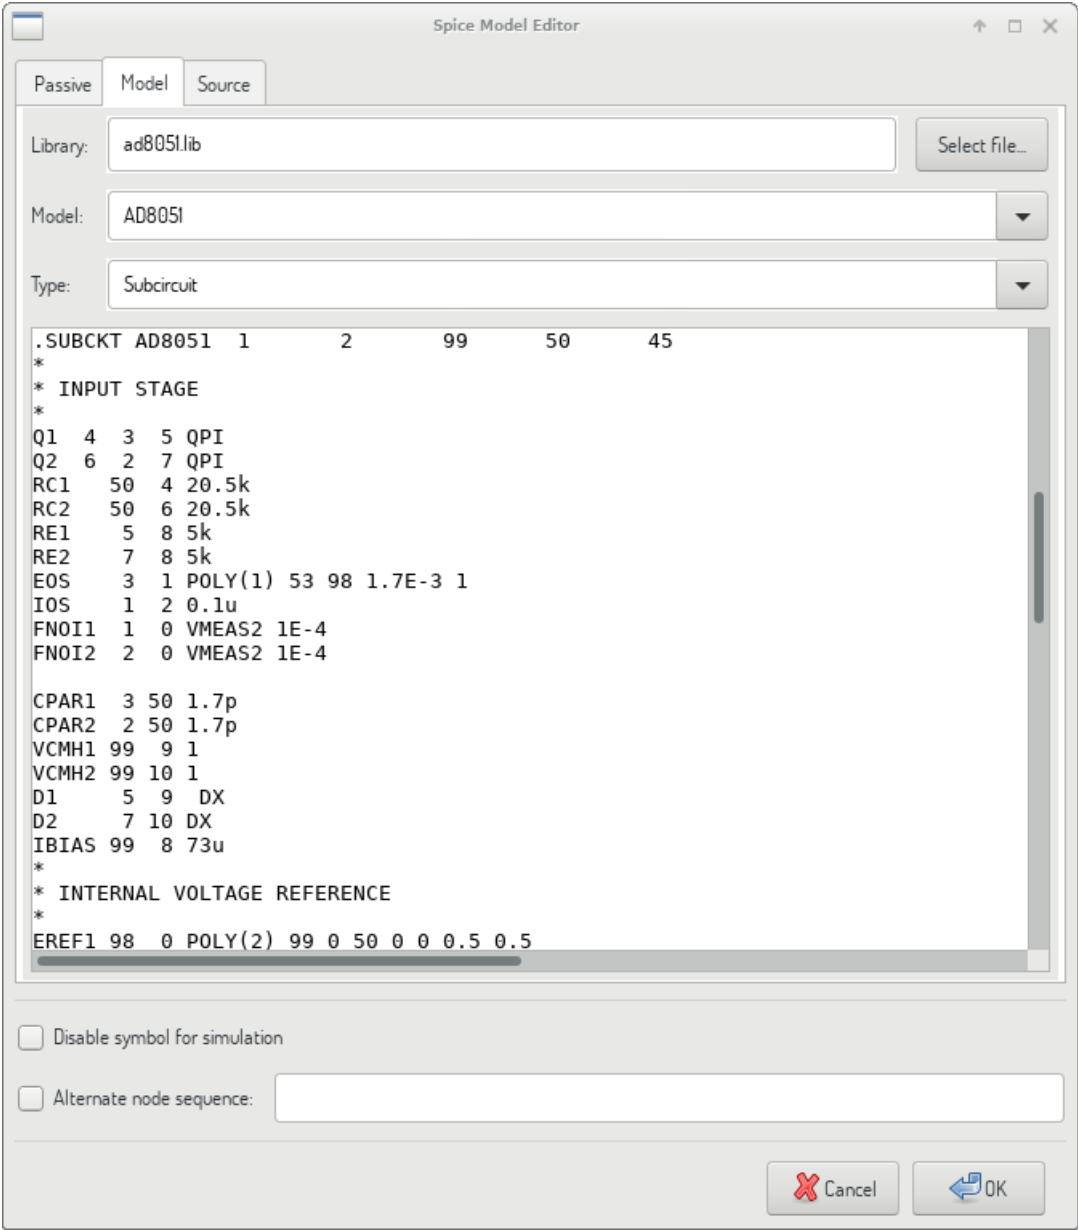 Spice Model Editor
Passive Model Source
Library: ad8051.lib Select file...
Model: AD8051
Type: Subcircuit
.SUBCKT AD8051  1       2       99      50      45
*
* INPUT STAGE
*
Q1  4  3  5 QPI
Q2  6  2  7 QPI
RC1   50  4 20.5k
RC2   50  6 20.5k
RE1    5  8 5k
RE2    7  8 5k
EOS    3  1 POLY(1) 53 98 1.7E-3 1
IOS    1  2 0.1u
FNOI1  1  0 VMEAS2 1E-4
FNOI2  2  0 VMEAS2 1E-4
CPAR1  3 50 1.7p
CPAR2  2 50 1.7p
VCMH1 99  9 1
VCMH2 99 10 1
D1     5  9  DX
D2     7 10 DX
IBIAS 99  8 73u
*
* INTERNAL VOLTAGE REFERENCE
*
EREF1 98  0 POLY(2) 99 0 50 0 0 0.5 0.5
Disable symbol for simulation
Alternate node sequence:
Cancel OK